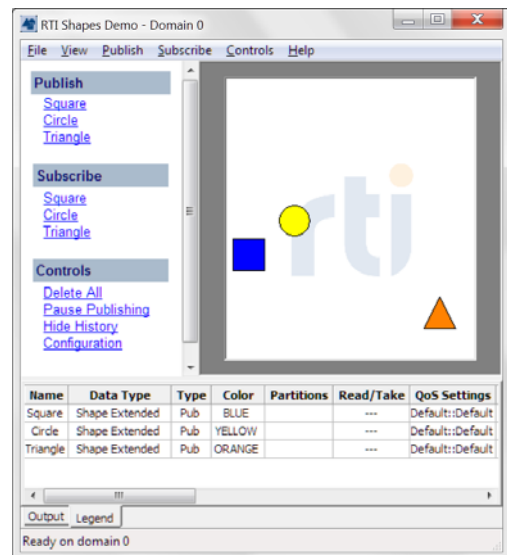 RTI Shapes Demo - Domain 0
File View Publish Subscribe Controls Help
Publish
Square
Circle
Triangle
Subscribe
Square
Circle
Triangle
Controls
Delete All
Pause Publishing
Hide History
Configuration
rti
Name Data Type Type Color Partitions Read/Take QoS Settings
Square Shape Extended Pub BLUE --- Default::Default
Circle Shape Extended Pub YELLOW --- Default::Default
Triangle Shape Extended Pub ORANGE --- Default::Default
Output Legend
Ready on domain 0